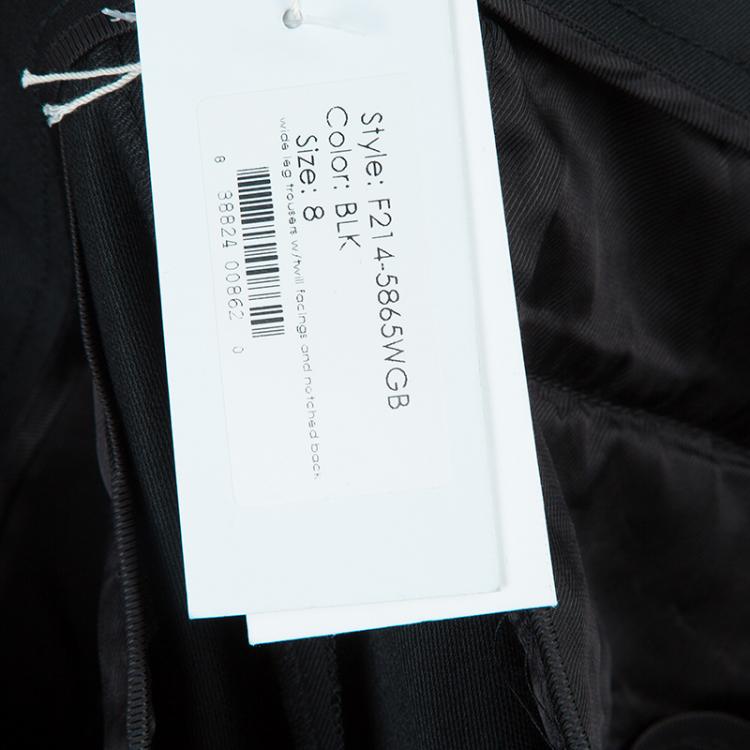 Style: F214-5865WGB
Color: BLK
Size: 8
wide leg trousers w/twill facings and notched back
8 38824 00862 0